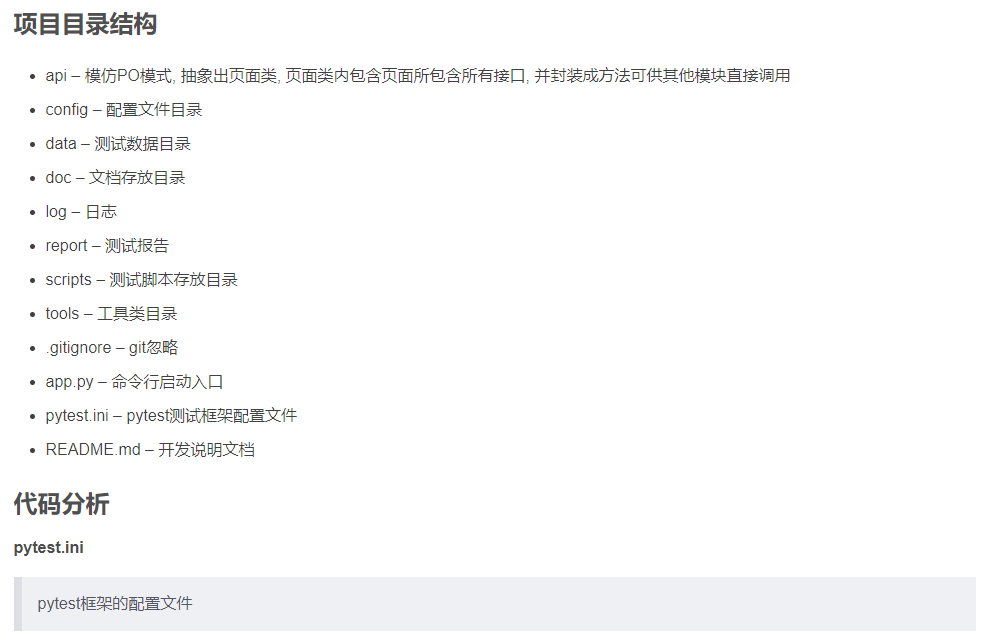 项目目录结构
api – 模仿PO模式, 抽象出页面类, 页面类内包含页面所包含所有接口, 并封装成方法可供其他模块直接调用
config – 配置文件目录
data – 测试数据目录
doc – 文档存放目录
log – 日志
report – 测试报告
scripts – 测试脚本存放目录
tools – 工具类目录
.gitignore – git忽略
app.py – 命令行启动入口
pytest.ini – pytest测试框架配置文件
README.md – 开发说明文档
代码分析
pytest.ini
pytest框架的配置文件